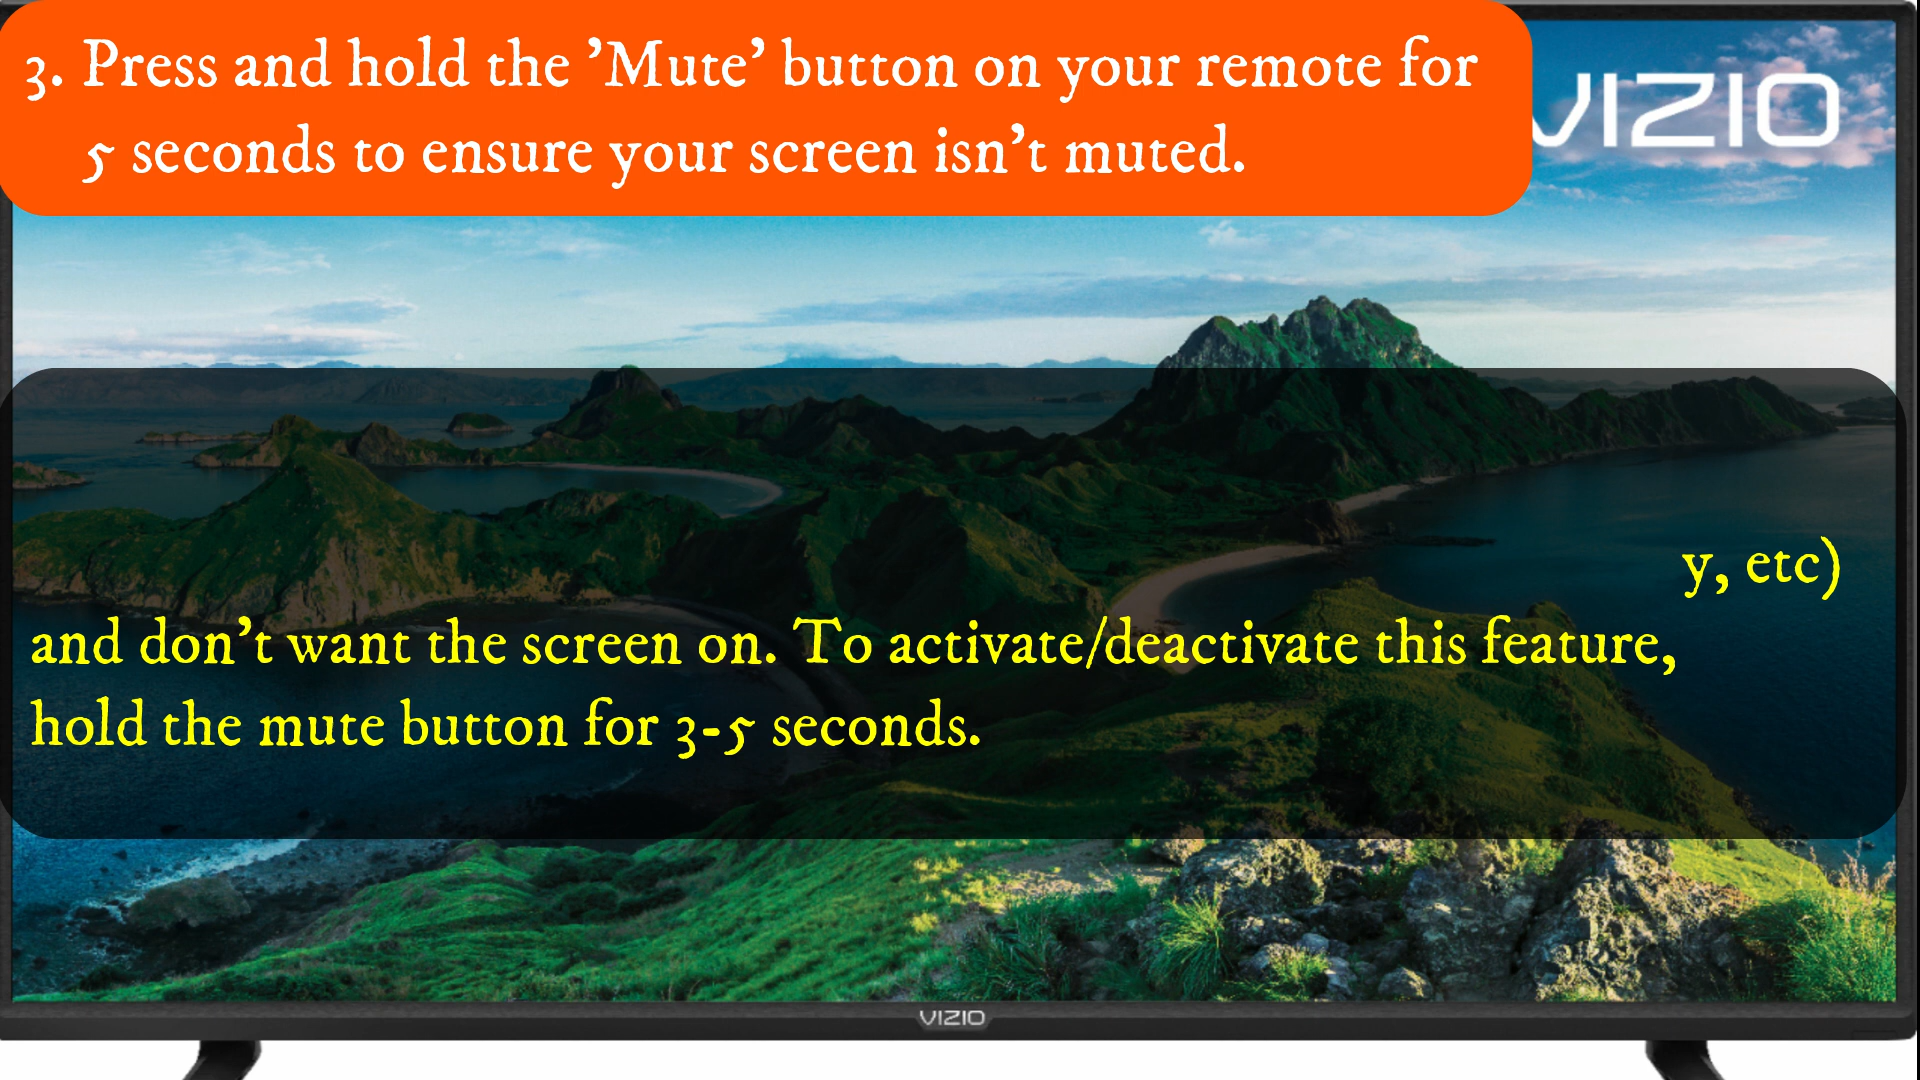 3. Press and hold the 'Mute' button on your remote for
5 seconds to ensure your screen isn't muted.
VIZIO
y, etc)
and don't want the screen on. To activate/deactivate this feature,
hold the mute button for 3-5 seconds.
VIZIO